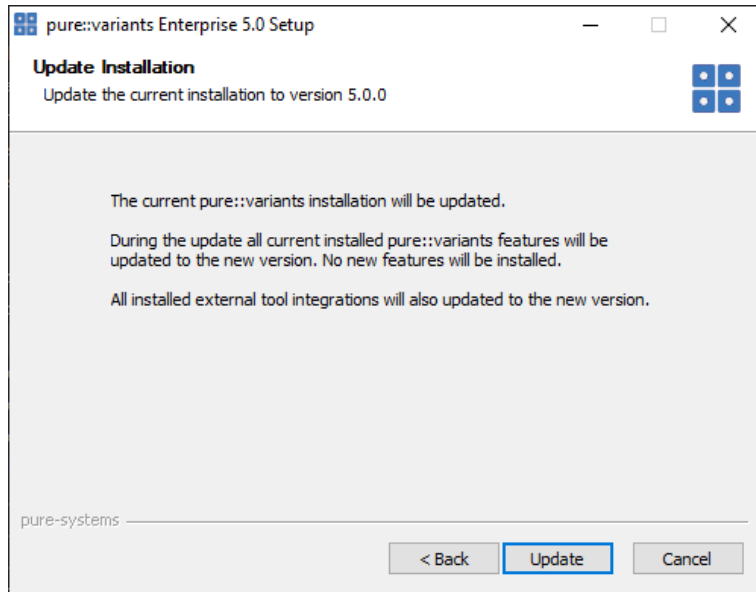 pure::variants Enterprise 5.0 Setup
Update Installation
Update the current installation to version 5.0.0
The current pure::variants installation will be updated.
During the update all current installed pure::variants features will be
updated to the new version. No new features will be installed.
All installed external tool integrations will also updated to the new version.
pure-systems
< Back
Update
Cancel